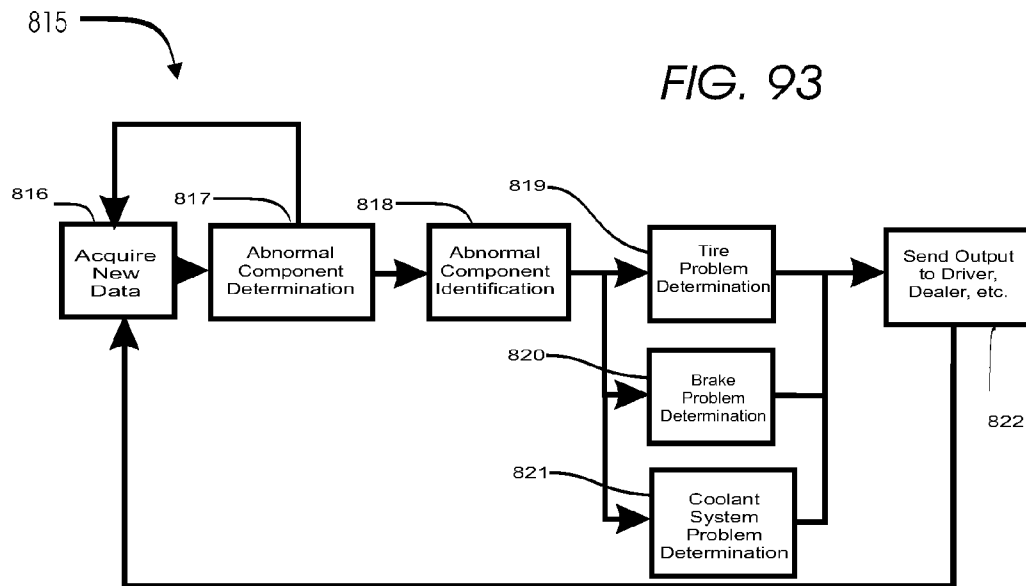 815
FIG. 93
816
817
818
819
Acquire
New
Data
Abnormal
Component
Determination
Abnormal
Component
Identification
Tire
Problem
Determination
Send Output
to Driver,
Dealer, etc.
820
Brake
Problem
Determination
822
821
Coolant
System
Problem
Determination